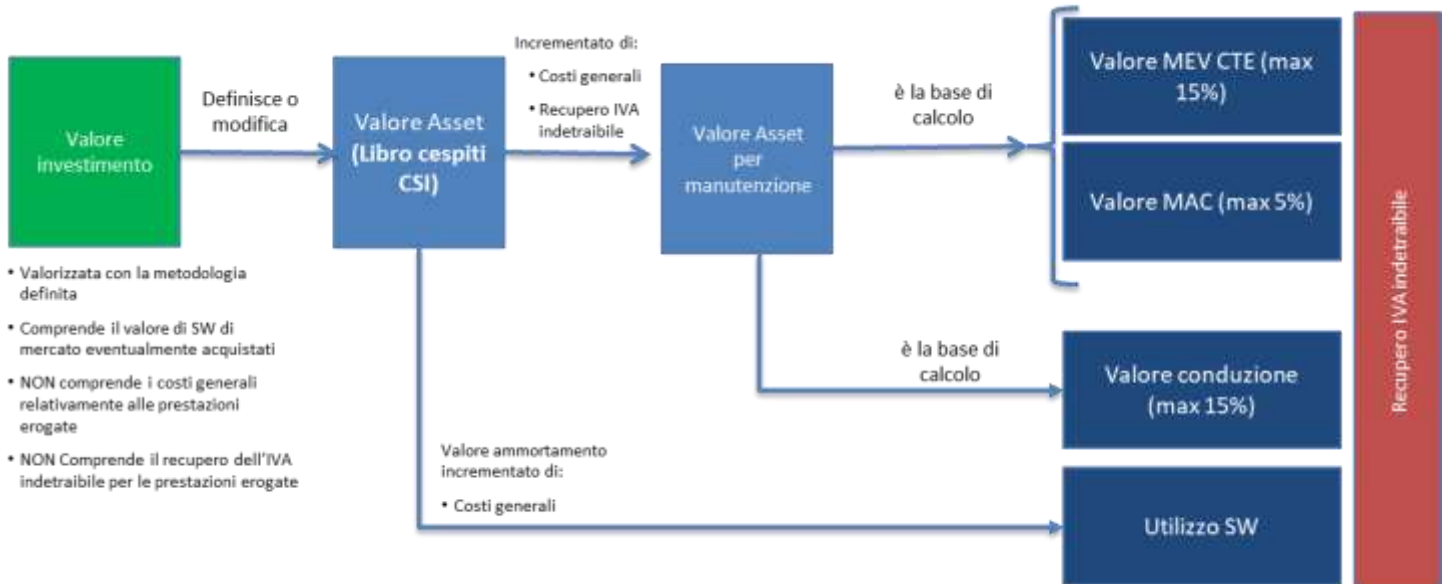 Valore
investimento
• Valorizzata con la metodologia
definita
• Comprende il valore di SW di
mercato eventualmente acquistati
• NON comprende i costi generali
relativamente alle prestazioni
erogate
• NON Comprende il recupero dell'IVA
indetraibile per le prestazioni erogate
Definisce o
modifica
Valore Asset
(Libro cespiti
CSI)
Incrementato di:
• Costi generali
• Recupero IVA
indetraibile
Valore Asset
per
manutenzione
è la base di
calcolo
Valore MEV CTE (max
15%)
Valore MAC (max 5%)
è la base di
calcolo
Valore conduzione
(max 15%)
Valore ammortamento
incrementato di:
• Costi generali
Utilizzo SW
Recupero IVA indetraibile